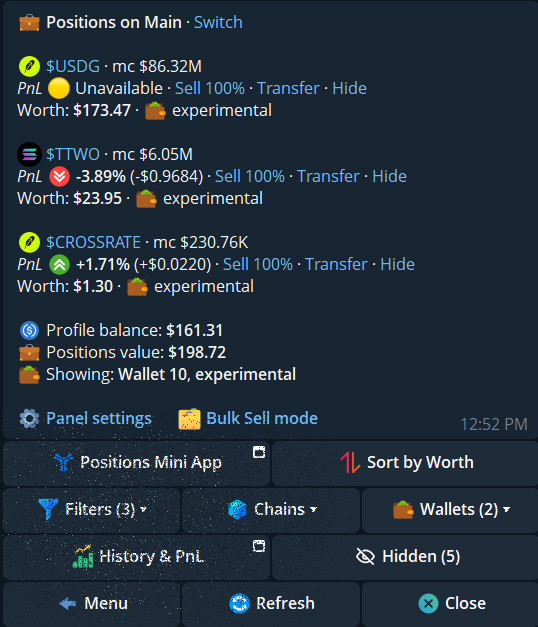 Positions on Main · Switch
$USDG · mc $86.32M
PnL Unavailable · Sell 100% · Transfer · Hide
Worth: $173.47 · experimental
$TTWO · mc $6.05M
PnL -3.89% (-$0.9684) · Sell 100% · Transfer · Hide
Worth: $23.95 · experimental
$CROSSRATE · mc $230.76K
PnL +1.71% (+$0.0220) · Sell 100% · Transfer · Hide
Worth: $1.30 · experimental
Profile balance: $161.31
Positions value: $198.72
Showing: Wallet 10, experimental
Panel settings Bulk Sell mode
12:52 PM
Positions Mini App Sort by Worth
Filters (3) Chains Wallets (2)
History & PnL Hidden (5)
Menu Refresh Close